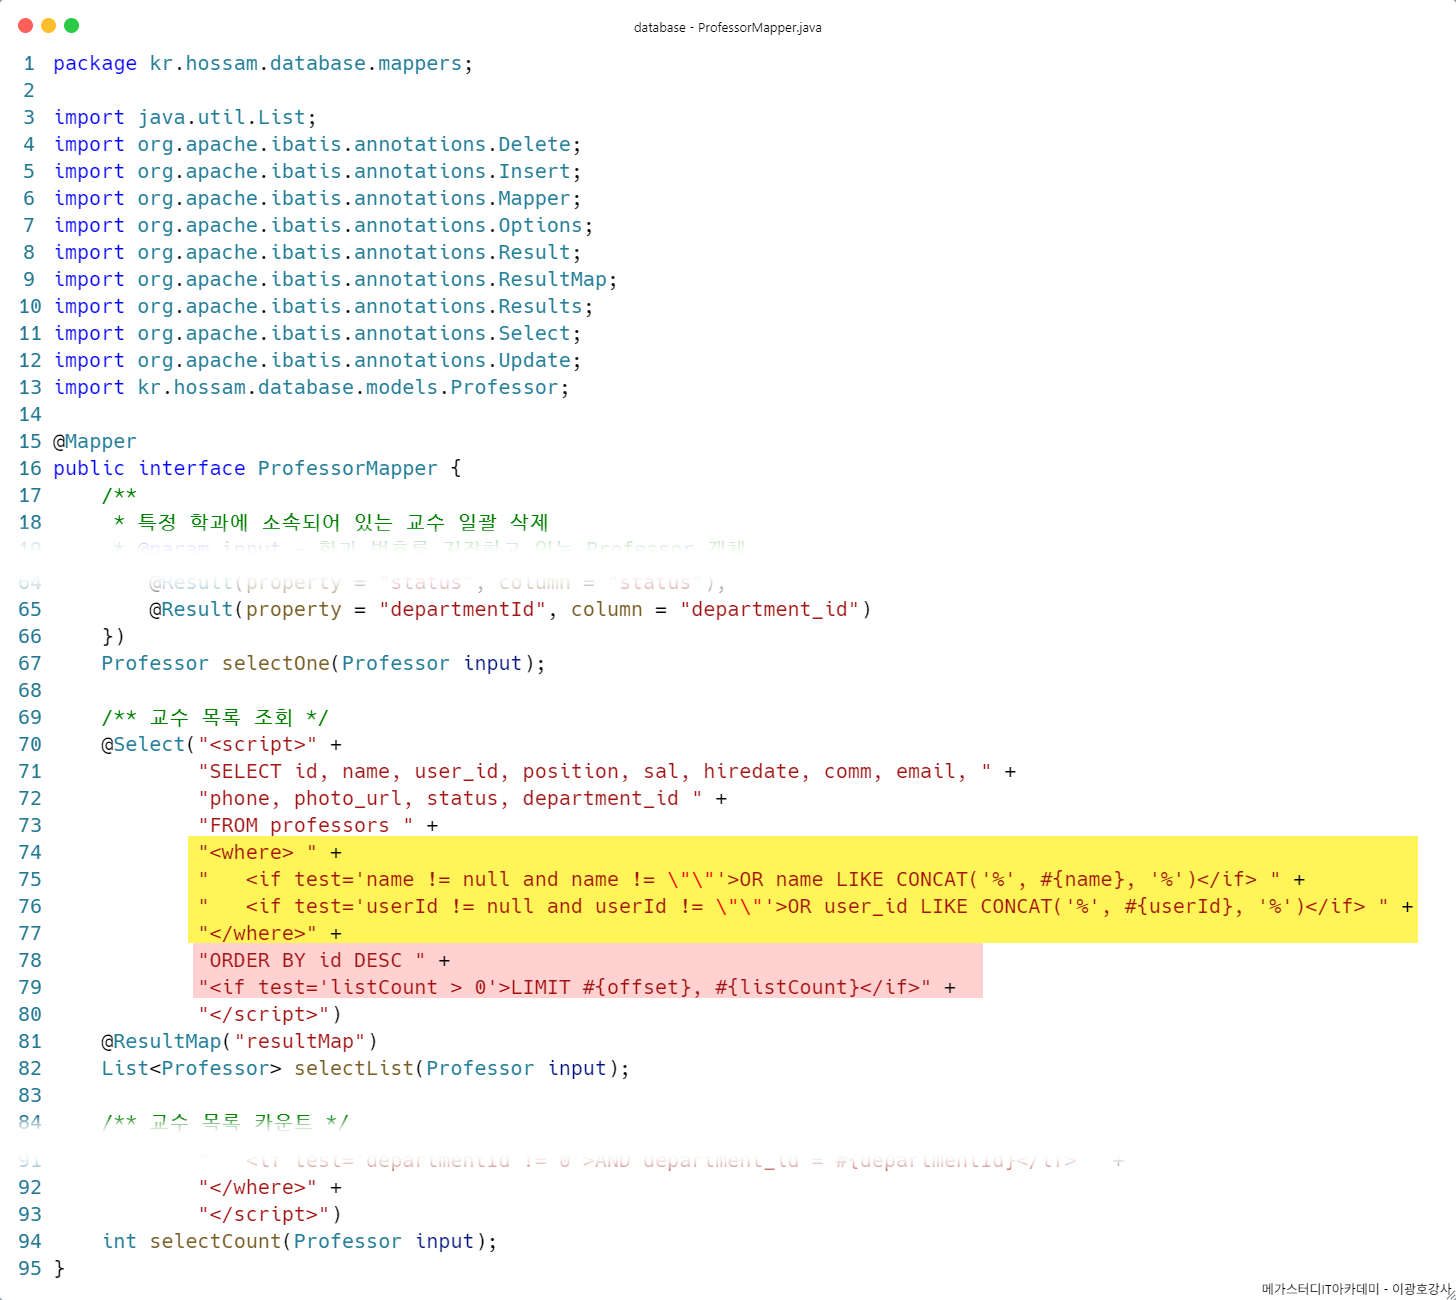 database - ProfessorMapper.java
1 package kr.hossam.database.mappers;
2
3 import java.util.List;
4 import org.apache.ibatis.annotations.Delete;
5 import org.apache.ibatis.annotations.Insert;
6 import org.apache.ibatis.annotations.Mapper;
7 import org.apache.ibatis.annotations.Options;
8 import org.apache.ibatis.annotations.Result;
9 import org.apache.ibatis.annotations.ResultMap;
10 import org.apache.ibatis.annotations.Results;
11 import org.apache.ibatis.annotations.Select;
12 import org.apache.ibatis.annotations.Update;
13 import kr.hossam.database.models.Professor;
14
15 @Mapper
16 public interface ProfessorMapper {
17     /**
18      * 특정 학과에 소속되어 있는 교수 일괄 삭제
19      * @param input - 학과 번호를 저장하고 있는 Professor 객체
64         @Result(property = "status", column = "status"),
65         @Result(property = "departmentId", column = "department_id")
66     })
67     Professor selectOne(Professor input);
68
69     /** 교수 목록 조회 */
70     @Select("<script>" +
71             "SELECT id, name, user_id, position, sal, hiredate, comm, email, " +
72             "phone, photo_url, status, department_id " +
73             "FROM professors " +
74             "<where> " +
75             "   <if test='name != null and name != \"\"'>OR name LIKE CONCAT('%', #{name}, '%')</if> " +
76             "   <if test='userId != null and userId != \"\"'>OR user_id LIKE CONCAT('%', #{userId}, '%')</if> " +
77             "</where>" +
78             "ORDER BY id DESC " +
79             "<if test='listCount > 0'>LIMIT #{offset}, #{listCount}</if>" +
80             "</script>")
81     @ResultMap("resultMap")
82     List<Professor> selectList(Professor input);
83
84     /** 교수 목록 카운트 */
91             "   <if test='departmentId != 0'>AND department_id = #{departmentId}</if> " +
92             "</where>" +
93             "</script>")
94     int selectCount(Professor input);
95 }
메가스터디IT아카데미 - 이광호강사